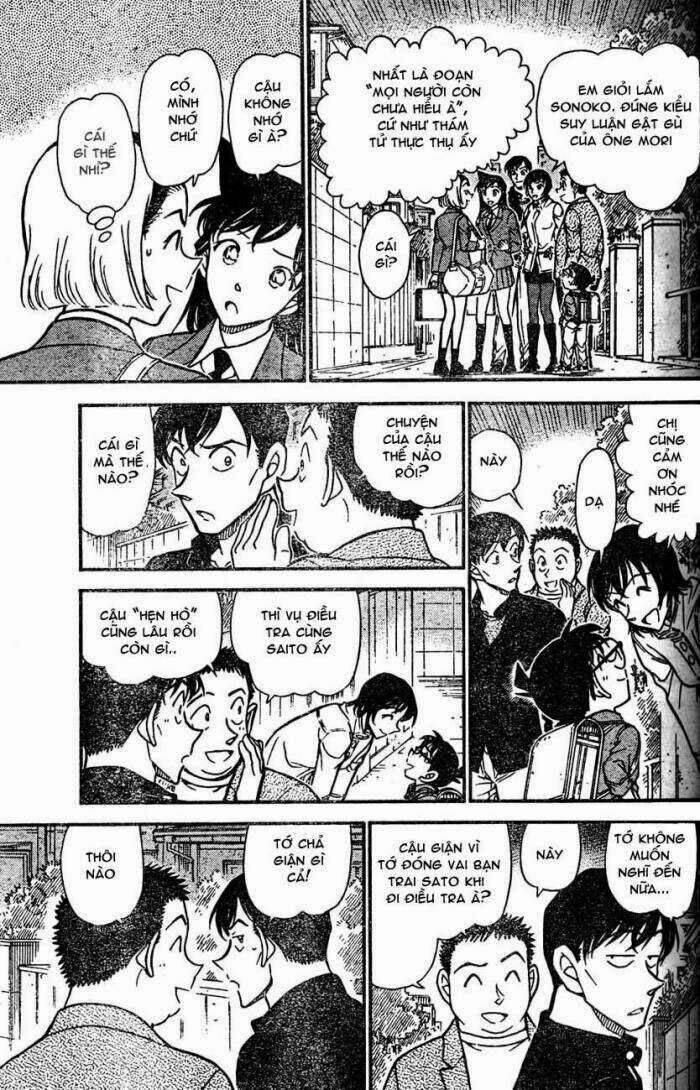 EM GIỎI LẮM
SONOKO. ĐÚNG KIỂU
SUY LUẬN GẬT GÙ
CỦA ÔNG MORI
NHẤT LÀ ĐOẠN
“MỌI NGƯỜI CÒN
CHƯA HIỂU À”,
CỨ NHƯ THÁM
TỬ THỰC THỤ ẤY
CÁI
GÌ?
CẬU
KHÔNG
NHỚ
GÌ À?
CÓ,
MÌNH
NHỚ
CHỨ
CÁI
GÌ THẾ
NHỈ?
CHỊ
CŨNG
CẢM
ƠN
NHÓC
NHÉ
DẠ
NÀY
CHUYỆN
CỦA CẬU
THẾ NÀO
RỒI?
CÁI GÌ
MÀ THẾ
NÀO?
THÌ VỤ ĐIỀU
TRA CÙNG
SAITO ẤY
CẬU “HẸN HÒ”
CŨNG LÂU RỒI
CÒN GÌ..
TỚ KHÔNG
MUỐN
NGHĨ ĐẾN
NỮA...
NÀY
CẬU GIẬN VÌ
TỚ ĐÓNG VAI BẠN
TRAI SATO KHI
ĐI ĐIỀU TRA À?
TỚ CHẢ
GIẬN GÌ
CẢ!
THÔI
NÀO